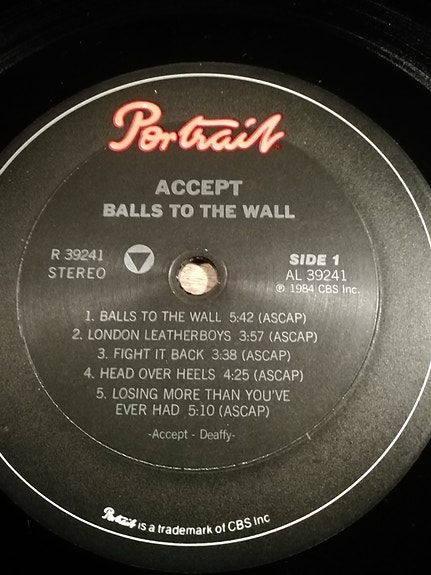 Portrait
ACCEPT
BALLS TO THE WALL
R 39241
STEREO
SIDE 1
AL 39241
℗ 1984 CBS Inc.
1. BALLS TO THE WALL 5:42 (ASCAP)
2. LONDON LEATHERBOYS 3:57 (ASCAP)
3. FIGHT IT BACK 3:38 (ASCAP)
4. HEAD OVER HEELS 4:25 (ASCAP)
5. LOSING MORE THAN YOU'VE
EVER HAD 5:10 (ASCAP)
-Accept - Deaffy-
Portrait is a trademark of CBS Inc